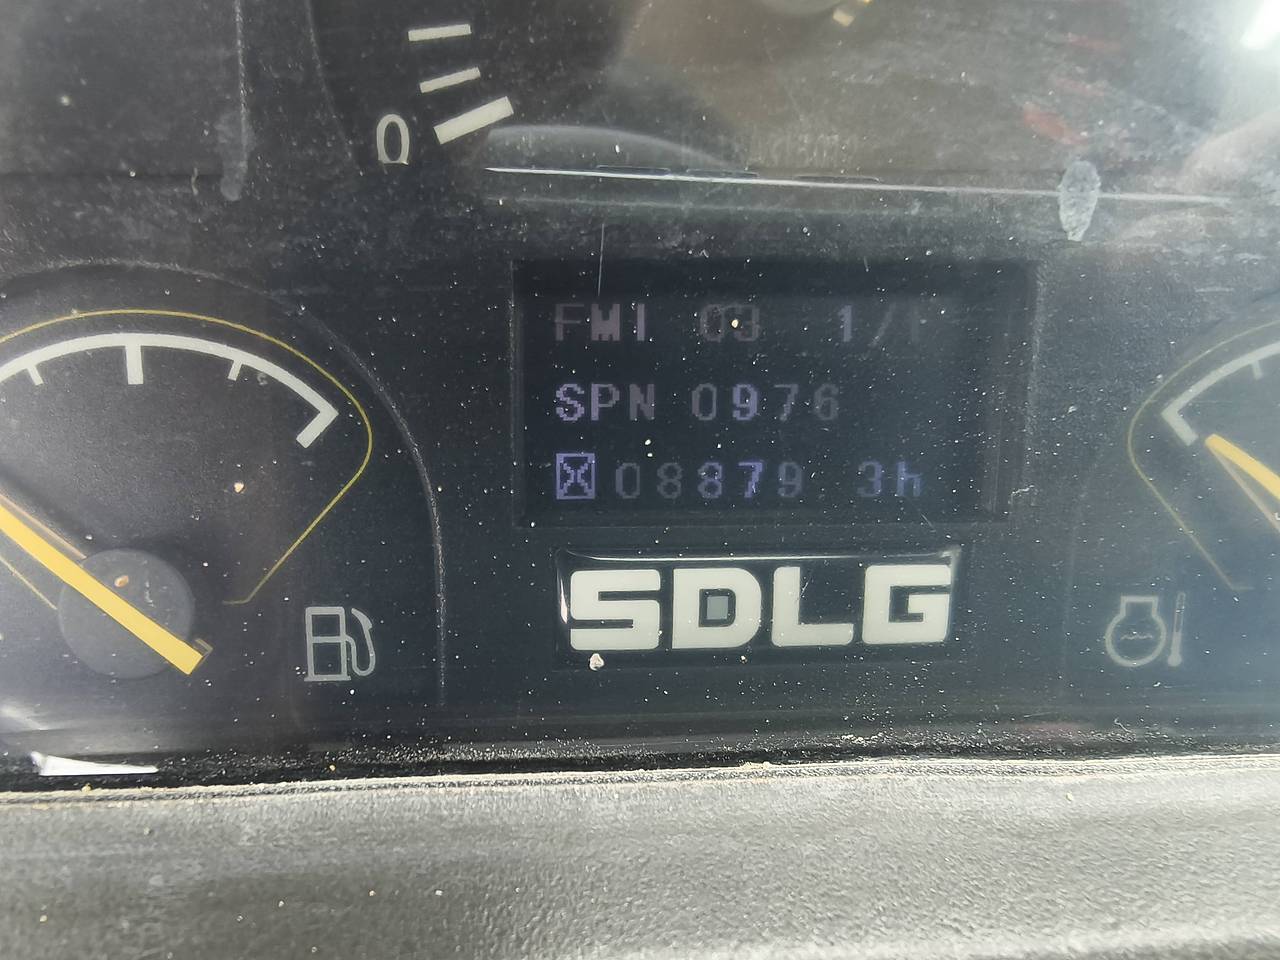 0
FMI 03 1/1
SPN 0976
08879.3h
SDLG